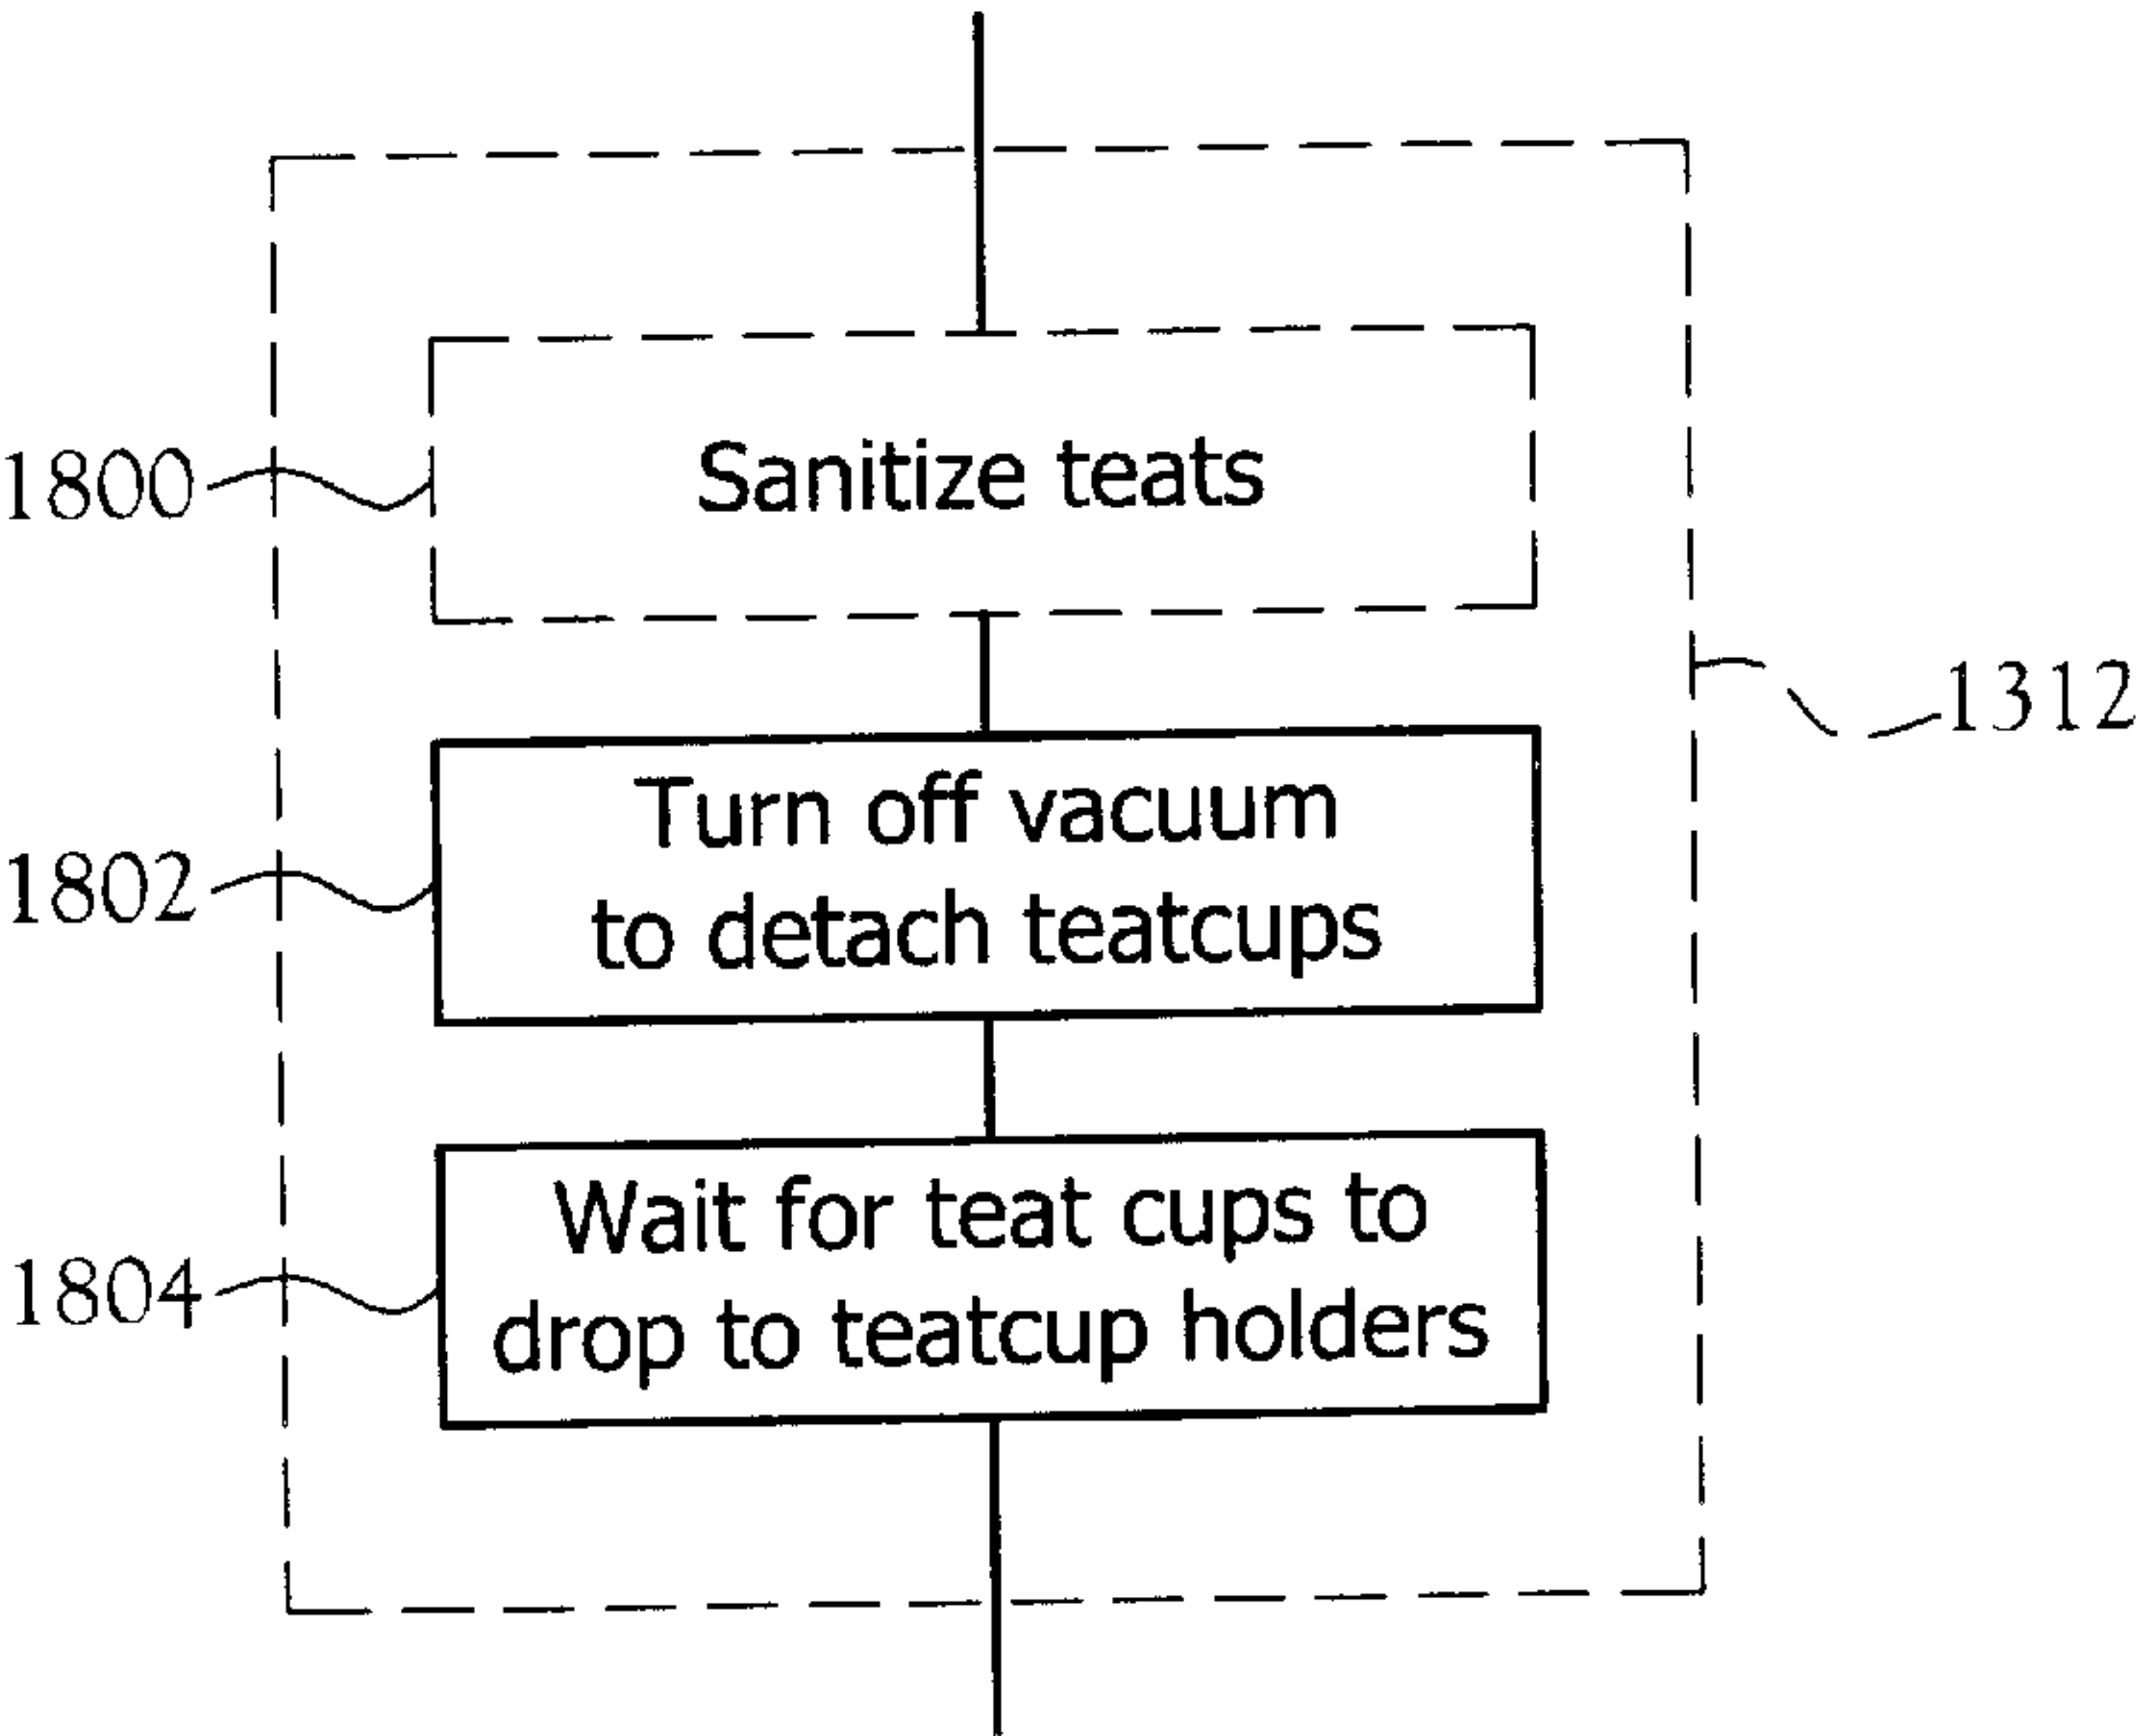 1800
Sanitize teats
1312
1802
Turn off vacuum
to detach teatcups
1804
Wait for teat cups to
drop to teatcup holders